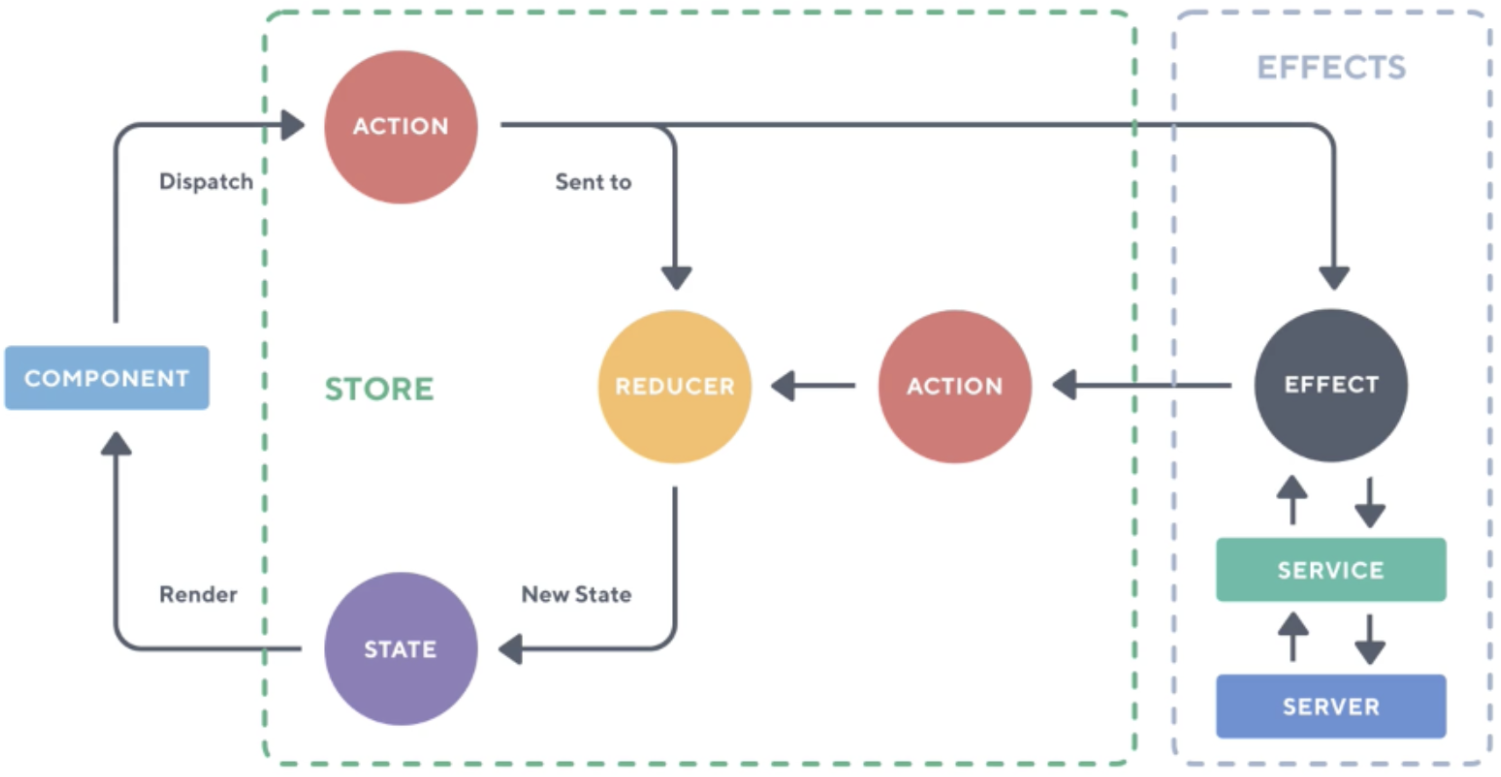 EFFECTS
ACTION
Dispatch
Sent to
COMPONENT
STORE
REDUCER
ACTION
EFFECT
SERVICE
Render
New State
STATE
SERVER